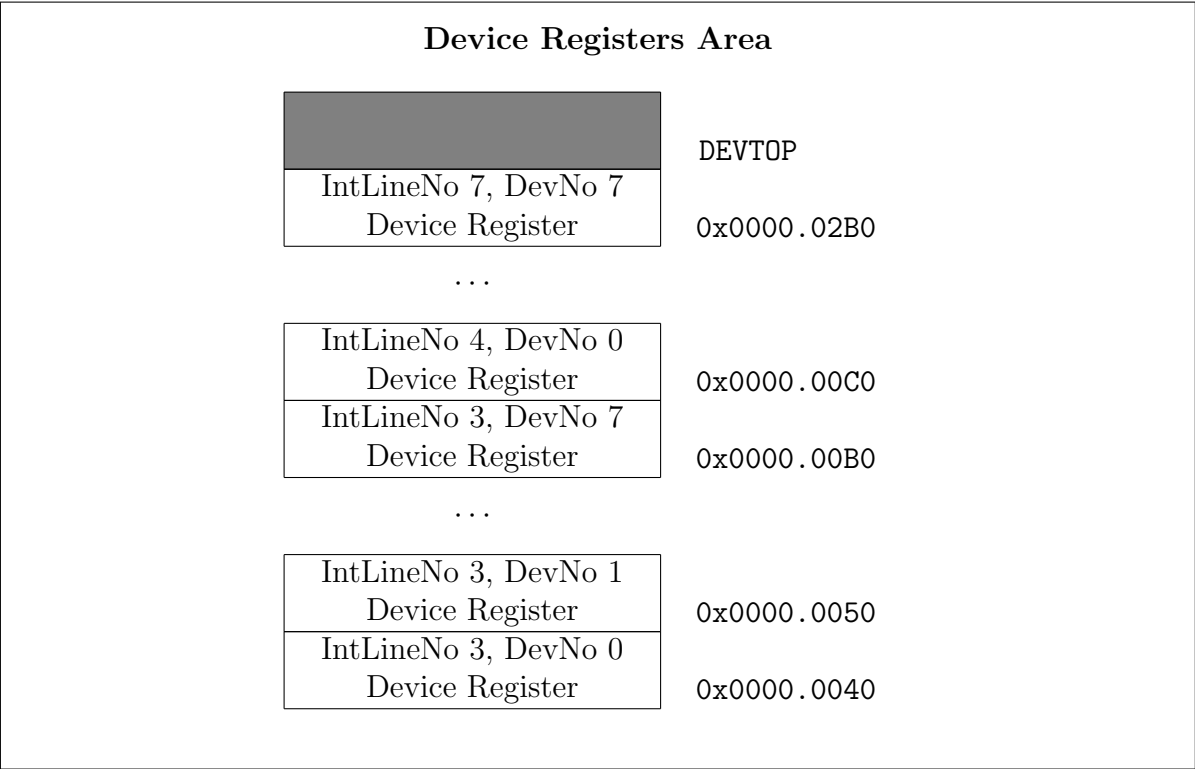 Device Registers Area
DEVTOP
IntLineNo 7, DevNo 7
Device Register 0x0000.02B0
...
IntLineNo 4, DevNo 0
Device Register 0x0000.00C0
IntLineNo 3, DevNo 7
Device Register 0x0000.00B0
...
IntLineNo 3, DevNo 1
Device Register 0x0000.0050
IntLineNo 3, DevNo 0
Device Register 0x0000.0040